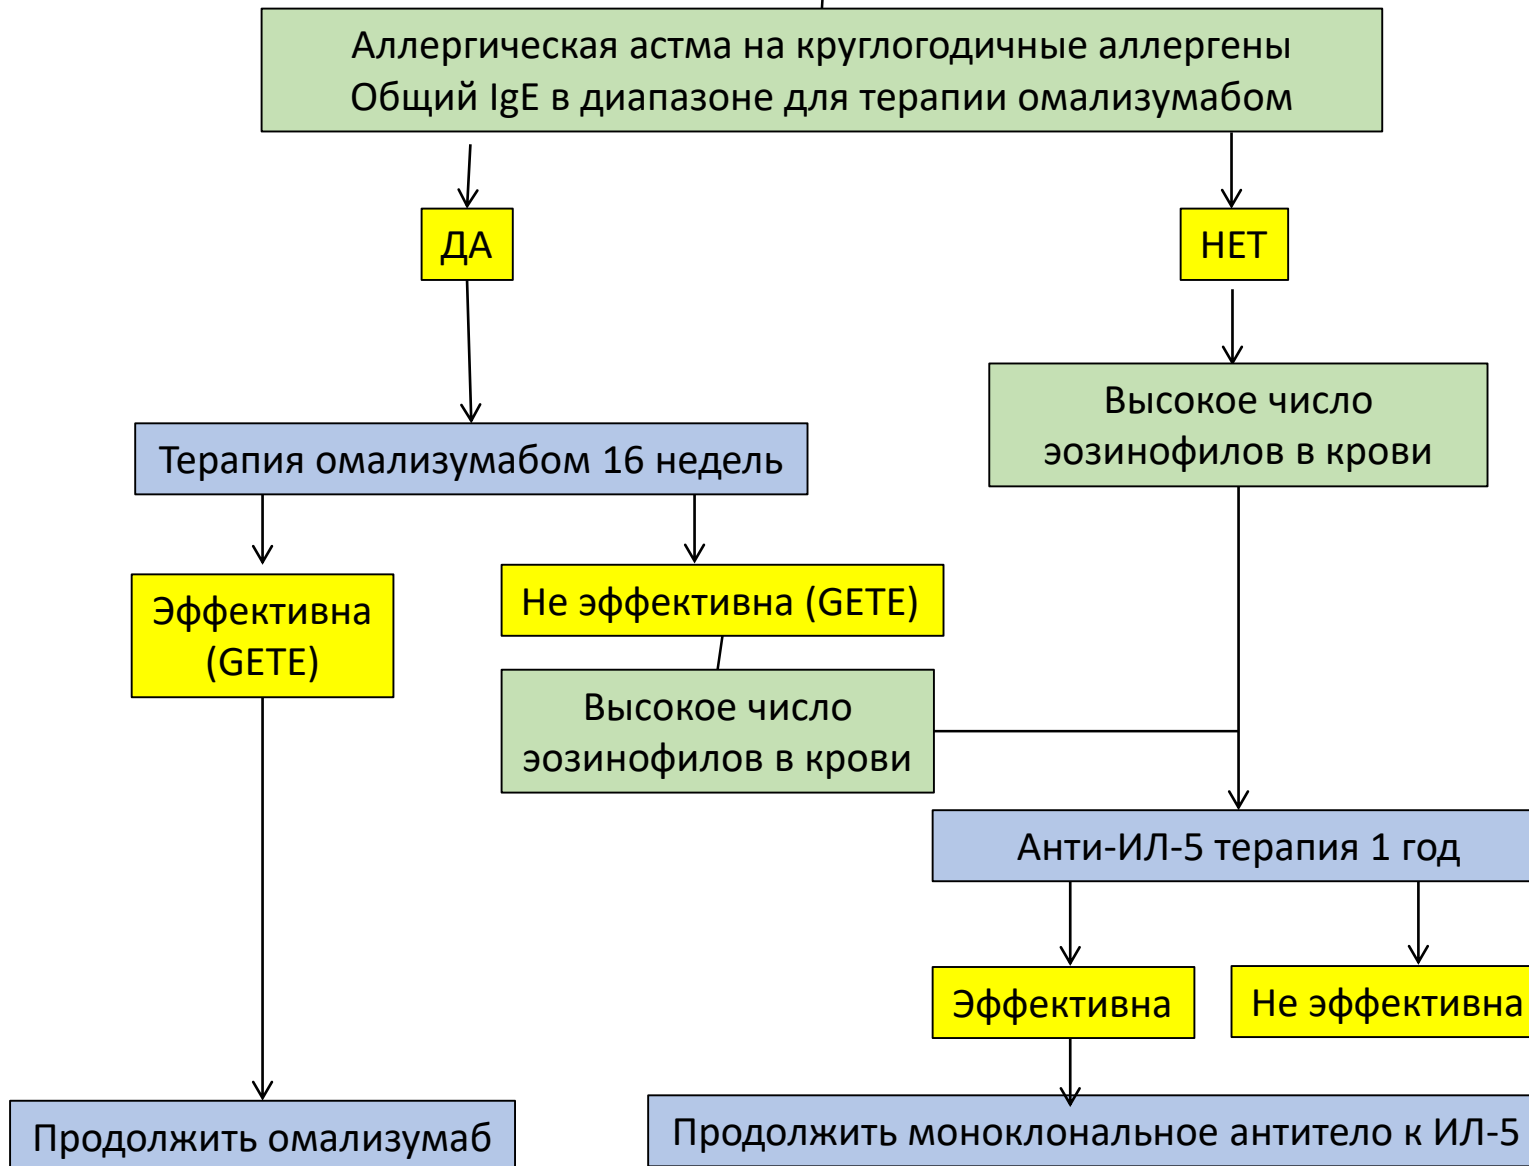 Аллергическая астма на круглогодичные аллергены
Общий IgE в диапазоне для терапии омализумабом
ДА
НЕТ
Высокое число
эозинофилов в крови
Терапия омализумабом 16 недель
Эффективна
(GETE)
Не эффективна (GETE)
Высокое число
эозинофилов в крови
Анти-ИЛ-5 терапия 1 год
Эффективна
Не эффективна
Продолжить омализумаб
Продолжить моноклональное антитело к ИЛ-5